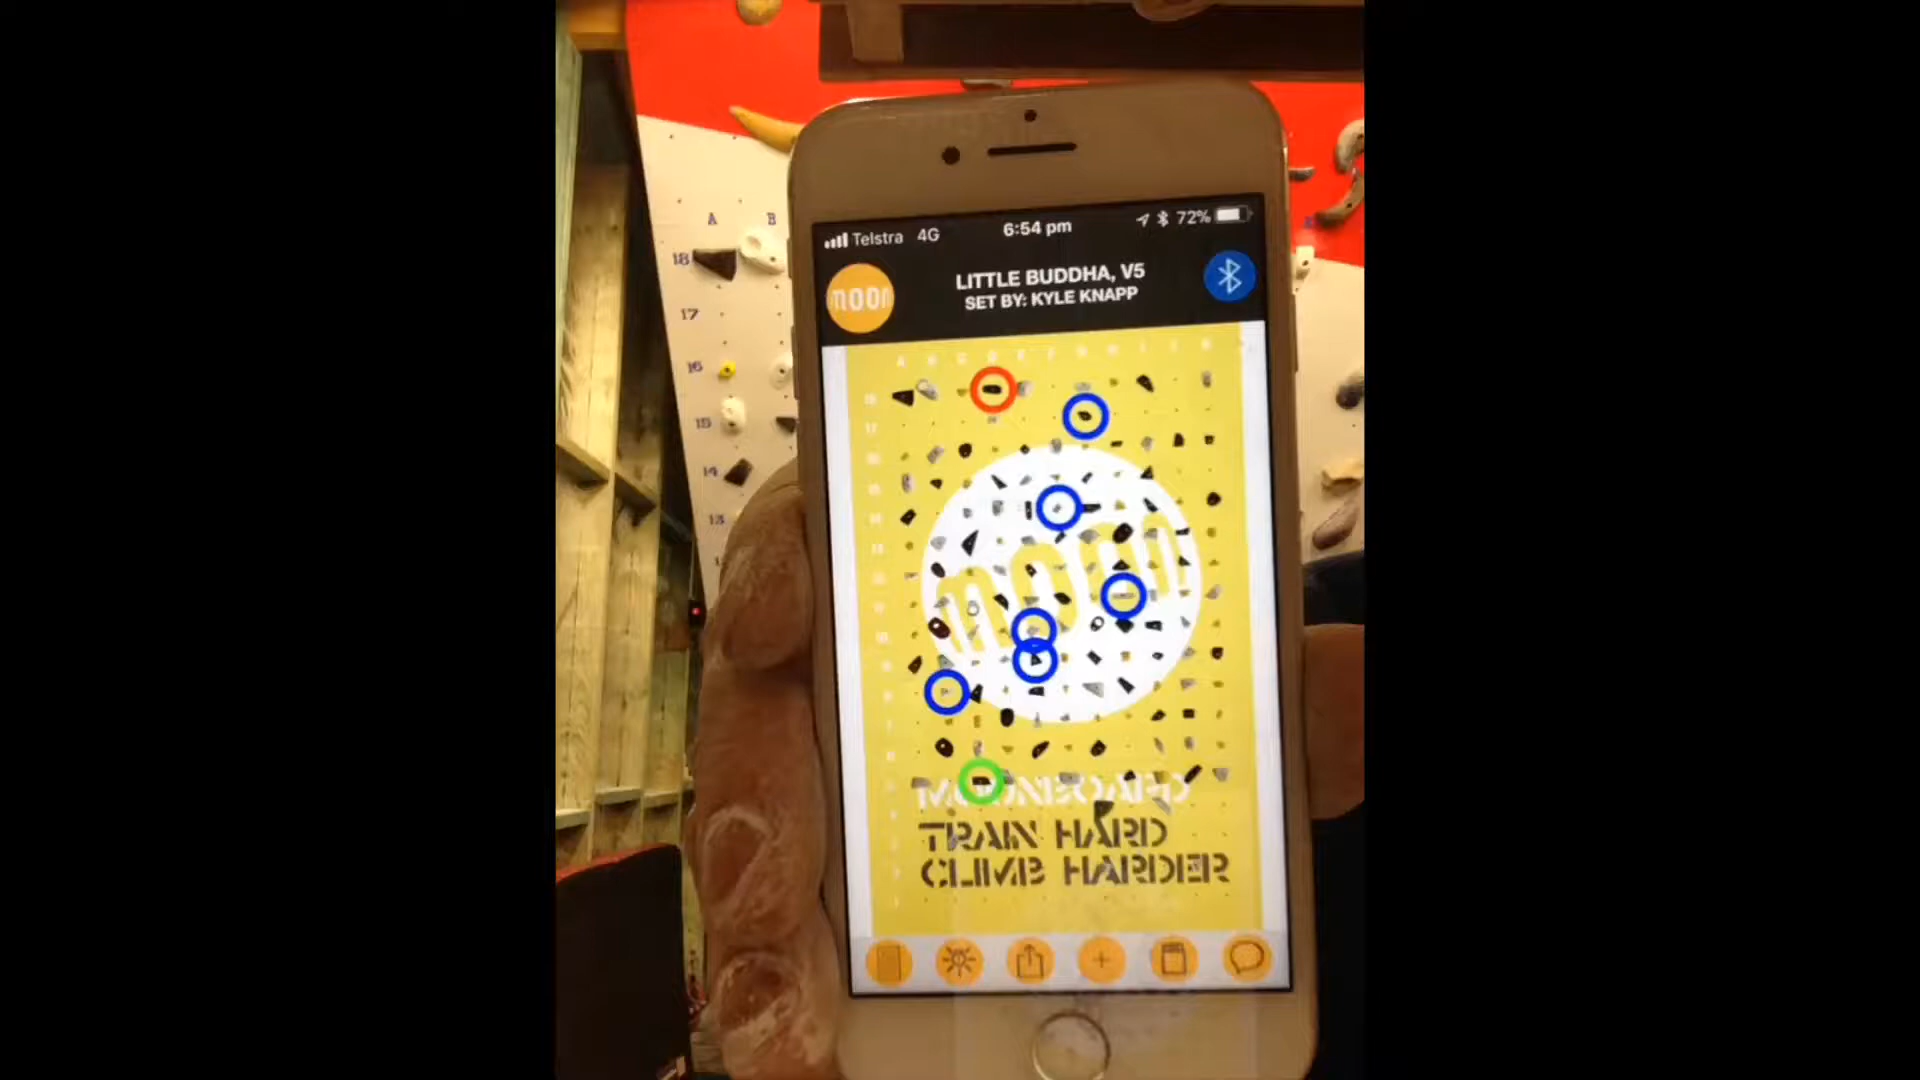 Telstra 4G 6:54 pm 72%
moon
LITTLE BUDDHA, V5
SET BY: KYLE KNAPP
A B
18
17
16
15
14
13
moon
MOONBOARD
TRAIN HARD
CLIMB HARDER